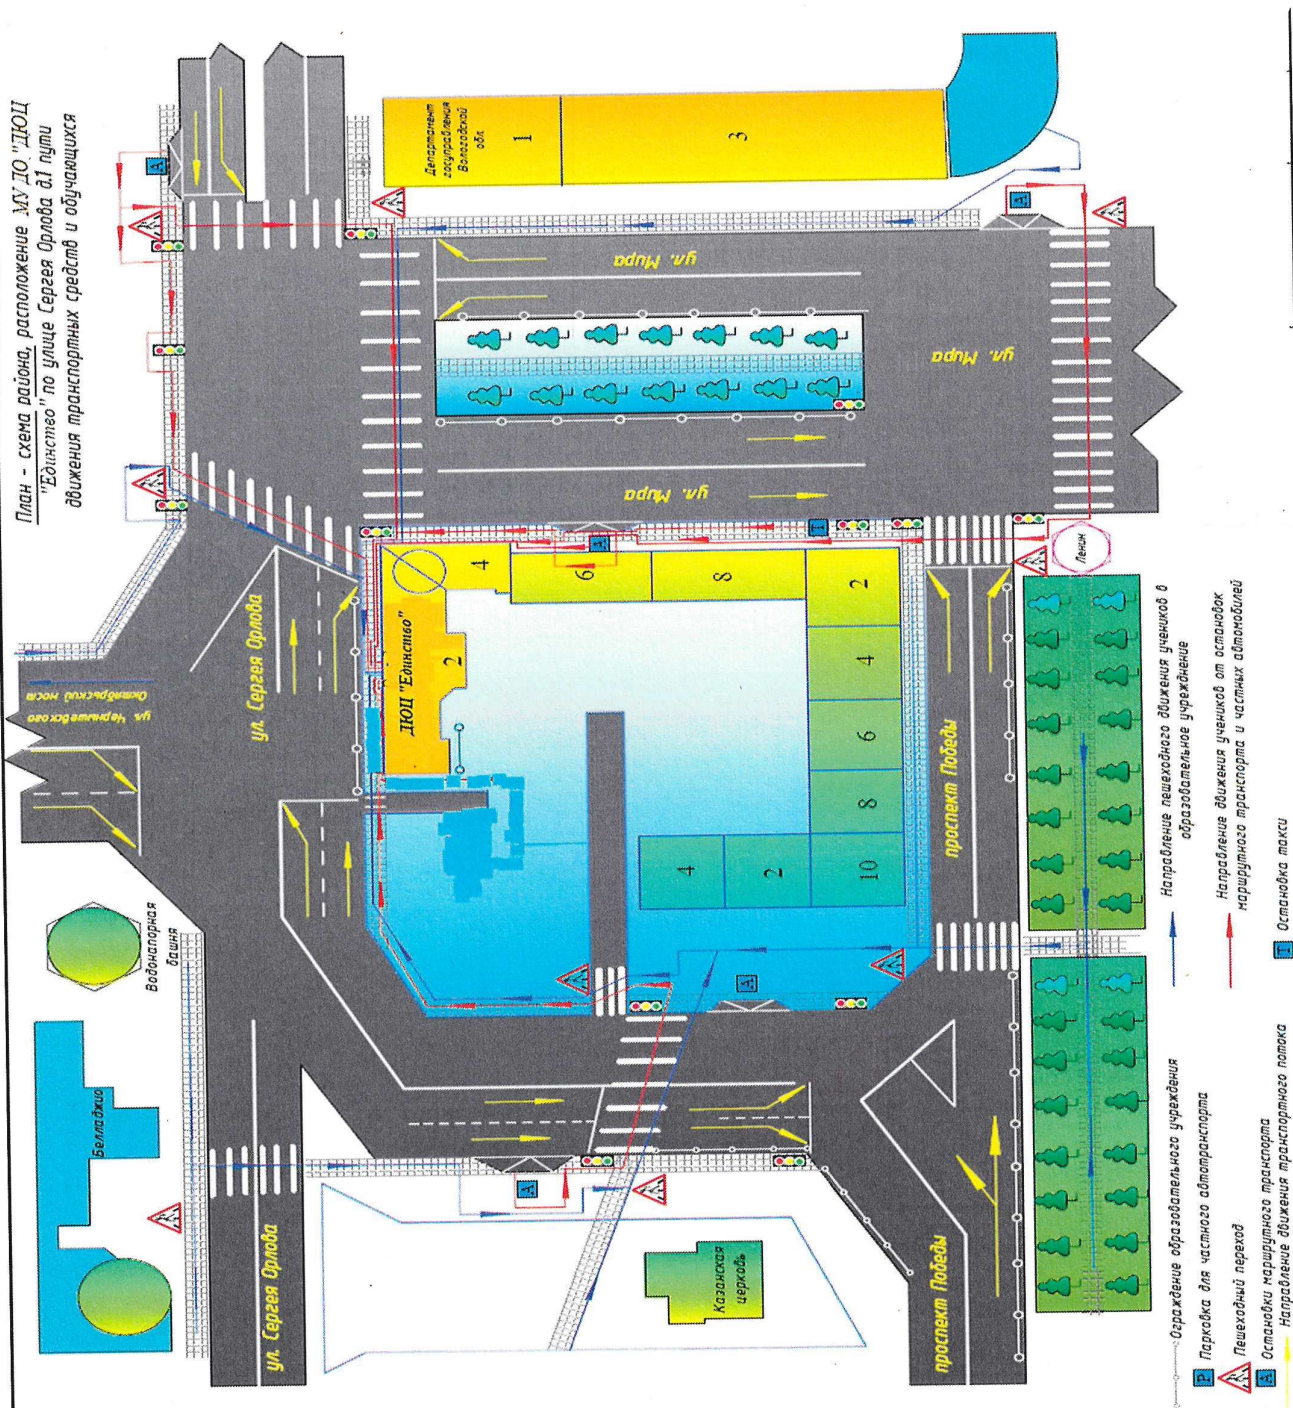 План - схема района, расположение МУ ДО "ДЮЦ
"Единство" по улице Сергея Орлова д.1 пути
движения транспортных средств и обучающихся
Белладжио
Водонапорная
башня
ул. Чернышевского
Октябрьский мост
А
ул. Сергея Орлова
ул. Сергея Орлова
ДЮЦ "Единство"
2
4
6
8
2
4
6
8
10
2
4
А
А
А
Т
Департамент
госуправления
Вологодской
обл.
1
3
А
ул. Мира
ул. Мира
ул. Мира
Казанская
церковь
проспект Победы
проспект Победы
Ленин
Ограждение образовательного учреждения
Р Парковка для частного автотранспорта
Пешеходный переход
А Остановки маршрутного транспорта
Направление движения транспортного потока
Направление пешеходного движения учеников в
образовательное учреждение
Направление движения учеников от остановок
маршрутного транспорта и частных автомобилей
Т Остановка такси